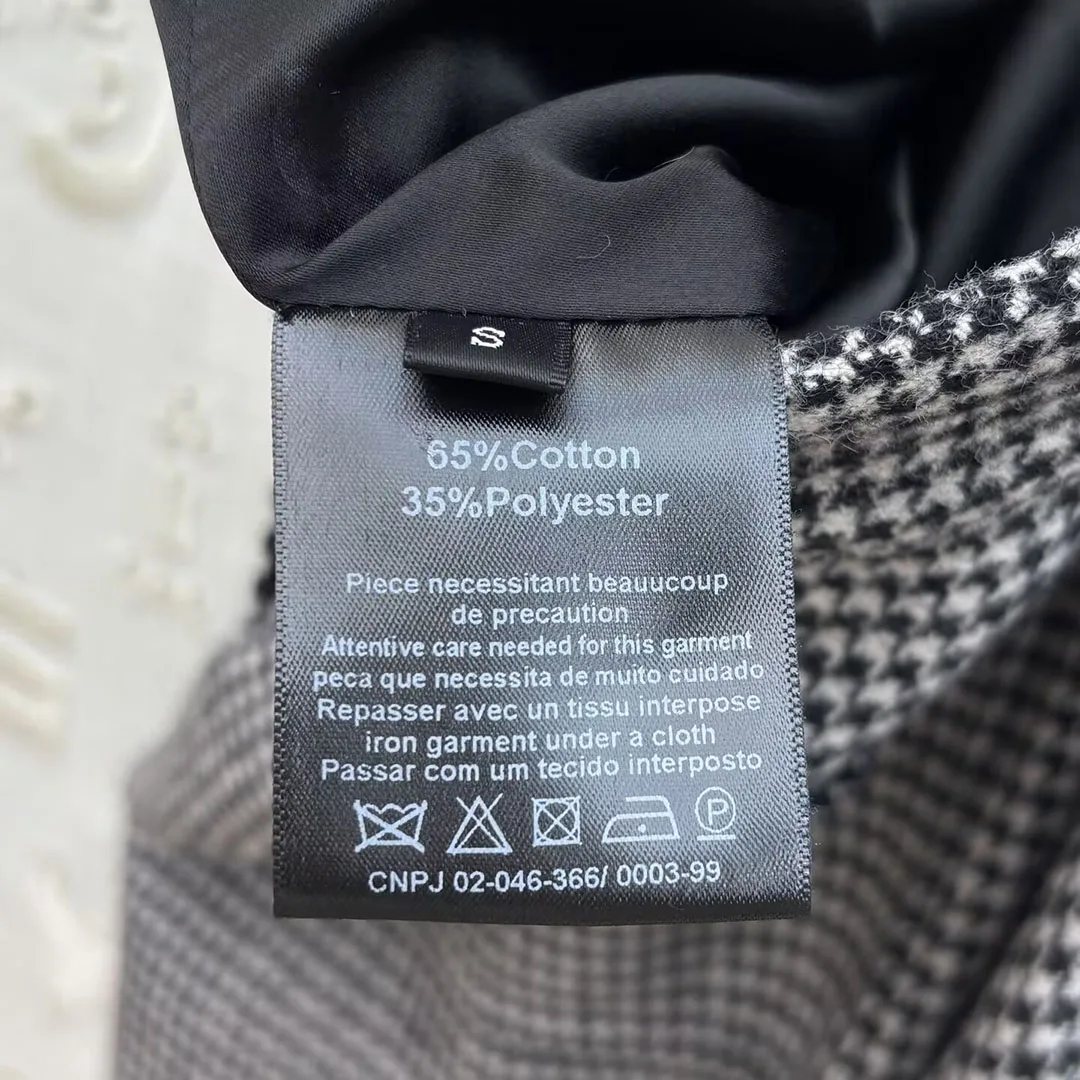 S
65%Cotton
35%Polyester
Piece necessitant beauucoup
de precaution
Attentive care needed for this garment
peca que necessita de muito cuidado
Repasser avec un tissu interpose
iron garment under a cloth
Passar com um tecido interposto
P
CNPJ 02-046-366/ 0003-99